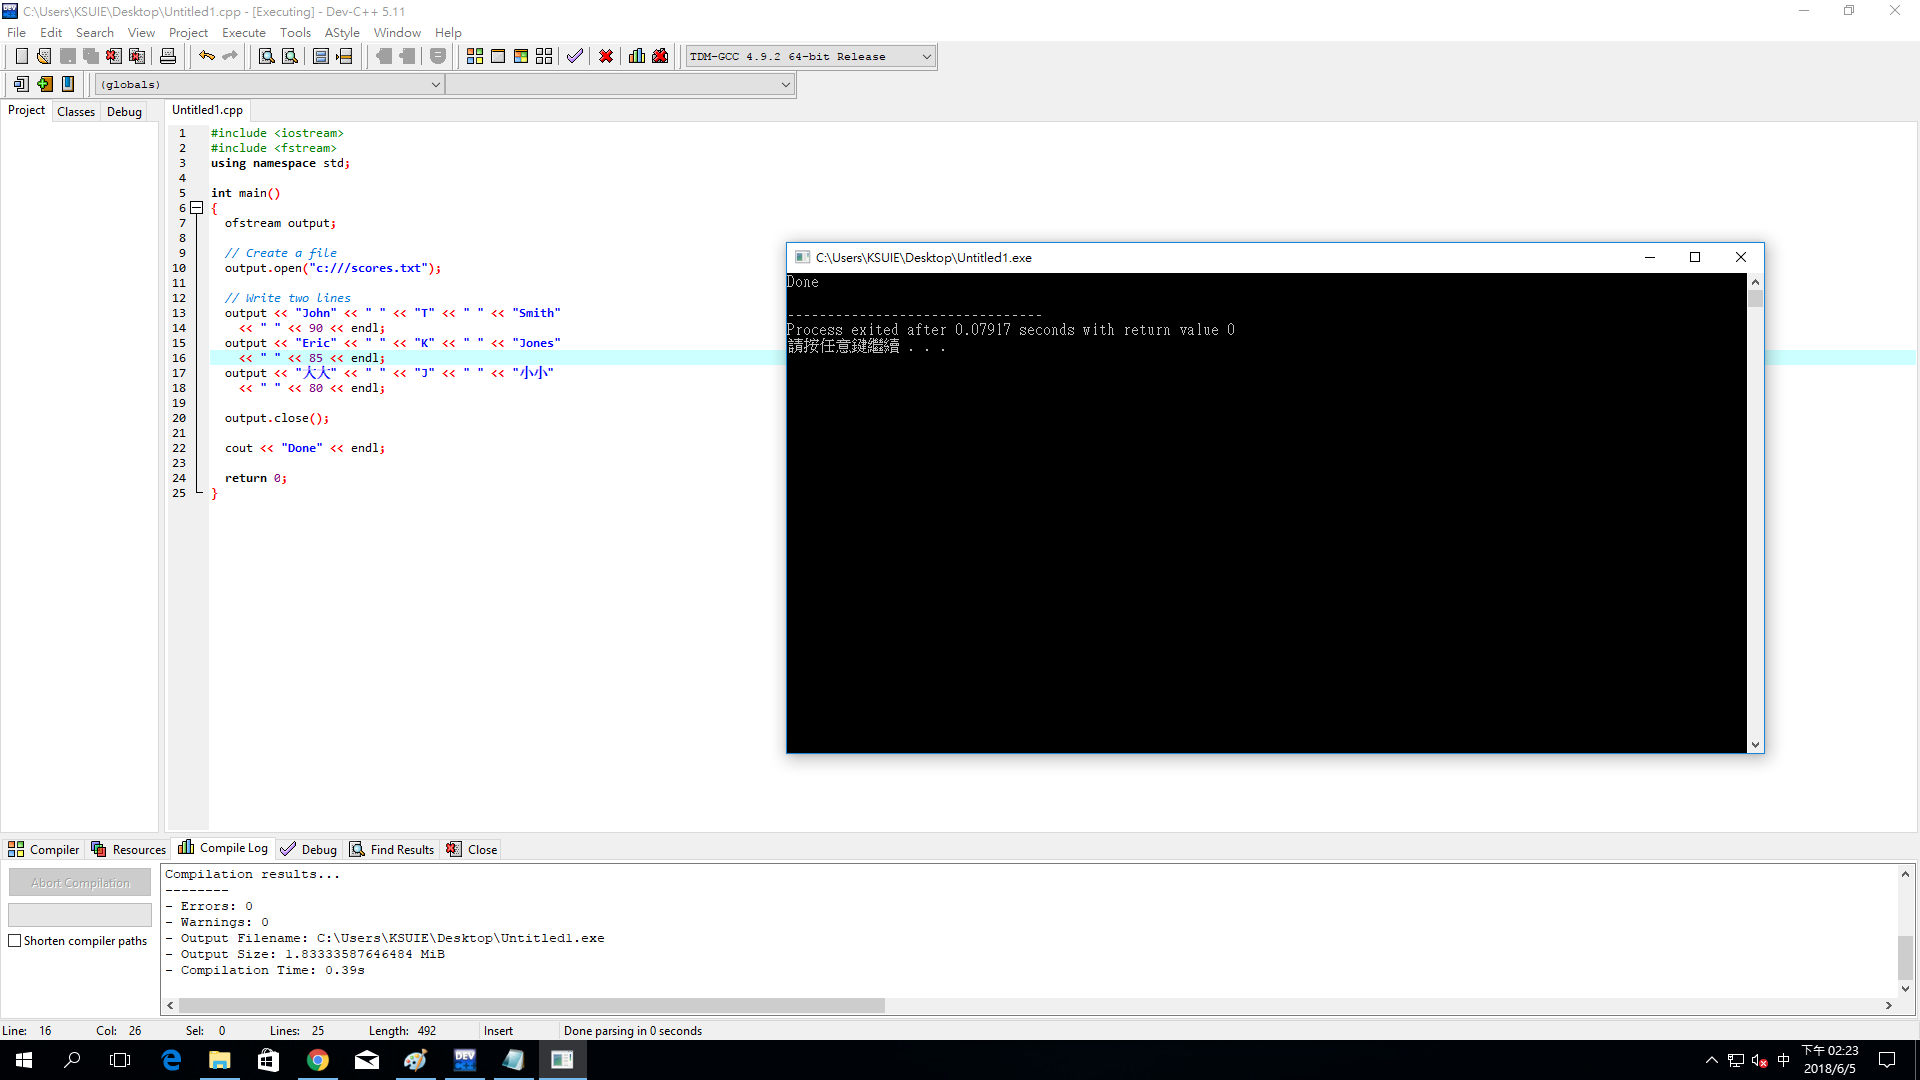 C:\Users\KSUIE\Desktop\Untitled1.cpp - [Executing] - Dev-C++ 5.11
File Edit Search View Project Execute Tools AStyle Window Help
TDM-GCC 4.9.2 64-bit Release
(globals)
Project Classes Debug
Untitled1.cpp
1 #include <iostream>
2 #include <fstream>
3 using namespace std;
4
5 int main()
6 {
7 ofstream output;
8
9 // Create a file
10 output.open("c:///scores.txt");
11
12 // Write two lines
13 output << "John" << " " << "T" << " " << "Smith"
14 << " " << 90 << endl;
15 output << "Eric" << " " << "K" << " " << "Jones"
16 << " " << 85 << endl;
17 output << "大大" << " " << "J" << " " << "小小"
18 << " " << 80 << endl;
19
20 output.close();
21
22 cout << "Done" << endl;
23
24 return 0;
25 }
C:\Users\KSUIE\Desktop\Untitled1.exe
Done
--------------------------------
Process exited after 0.07917 seconds with return value 0
請按任意鍵繼續 . . .
Compiler Resources Compile Log Debug Find Results Close
Abort Compilation
Shorten compiler paths
Compilation results...
--------
- Errors: 0
- Warnings: 0
- Output Filename: C:\Users\KSUIE\Desktop\Untitled1.exe
- Output Size: 1.83333587646484 MiB
- Compilation Time: 0.39s
Line: 16 Col: 26 Sel: 0 Lines: 25 Length: 492 Insert Done parsing in 0 seconds
DEV C++
中
下午 02:23
2018/6/5